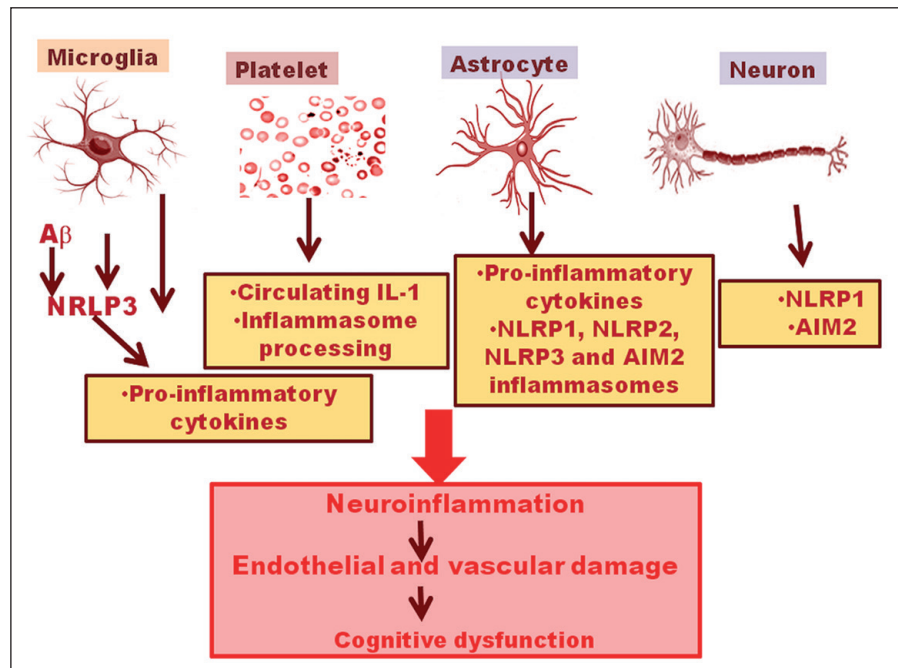 Microglia
Platelet
Astrocyte
Neuron
Aβ
NRLP3
•Pro-inflammatory
cytokines
•Circulating IL-1
•Inflammasome
processing
•Pro-inflammatory
cytokines
•NLRP1, NLRP2,
NLRP3 and AIM2
inflammasomes
•NLRP1
•AIM2
Neuroinflammation
Endothelial and vascular damage
Cognitive dysfunction